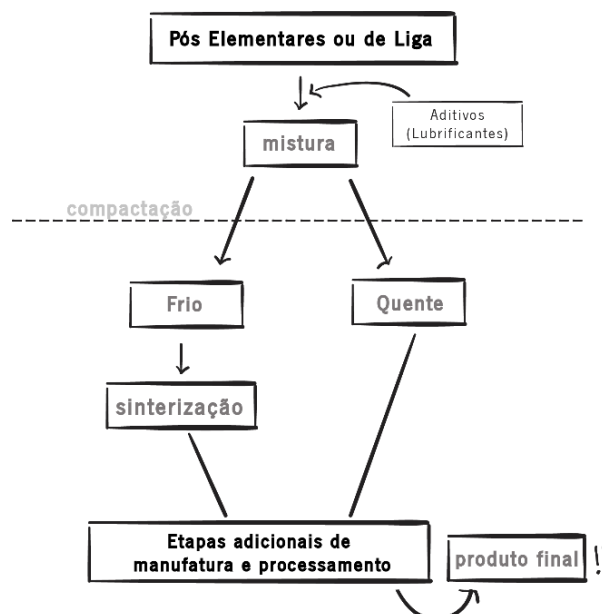 Pós Elementares ou de Liga
Aditivos
(Lubrificantes)
mistura
compactação
Frio
Quente
sinterização
Etapas adicionais de
manufatura e processamento
produto final !